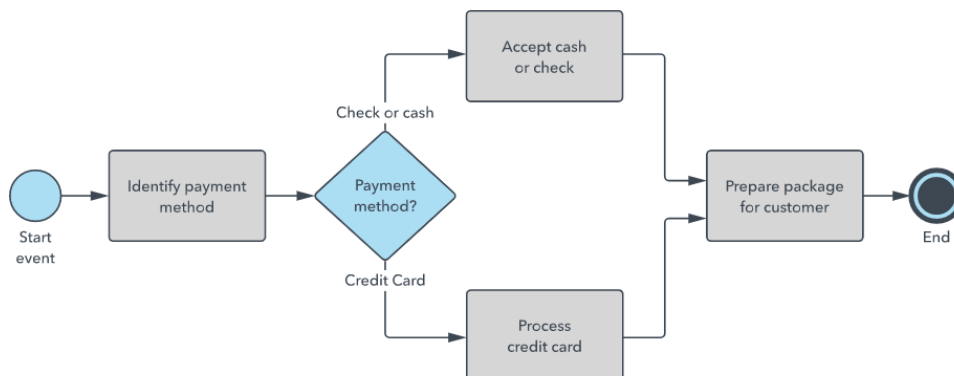 Start
event
Identify payment
method
Payment
method?
Check or cash
Accept cash
or check
Credit Card
Process
credit card
Prepare package
for customer
End